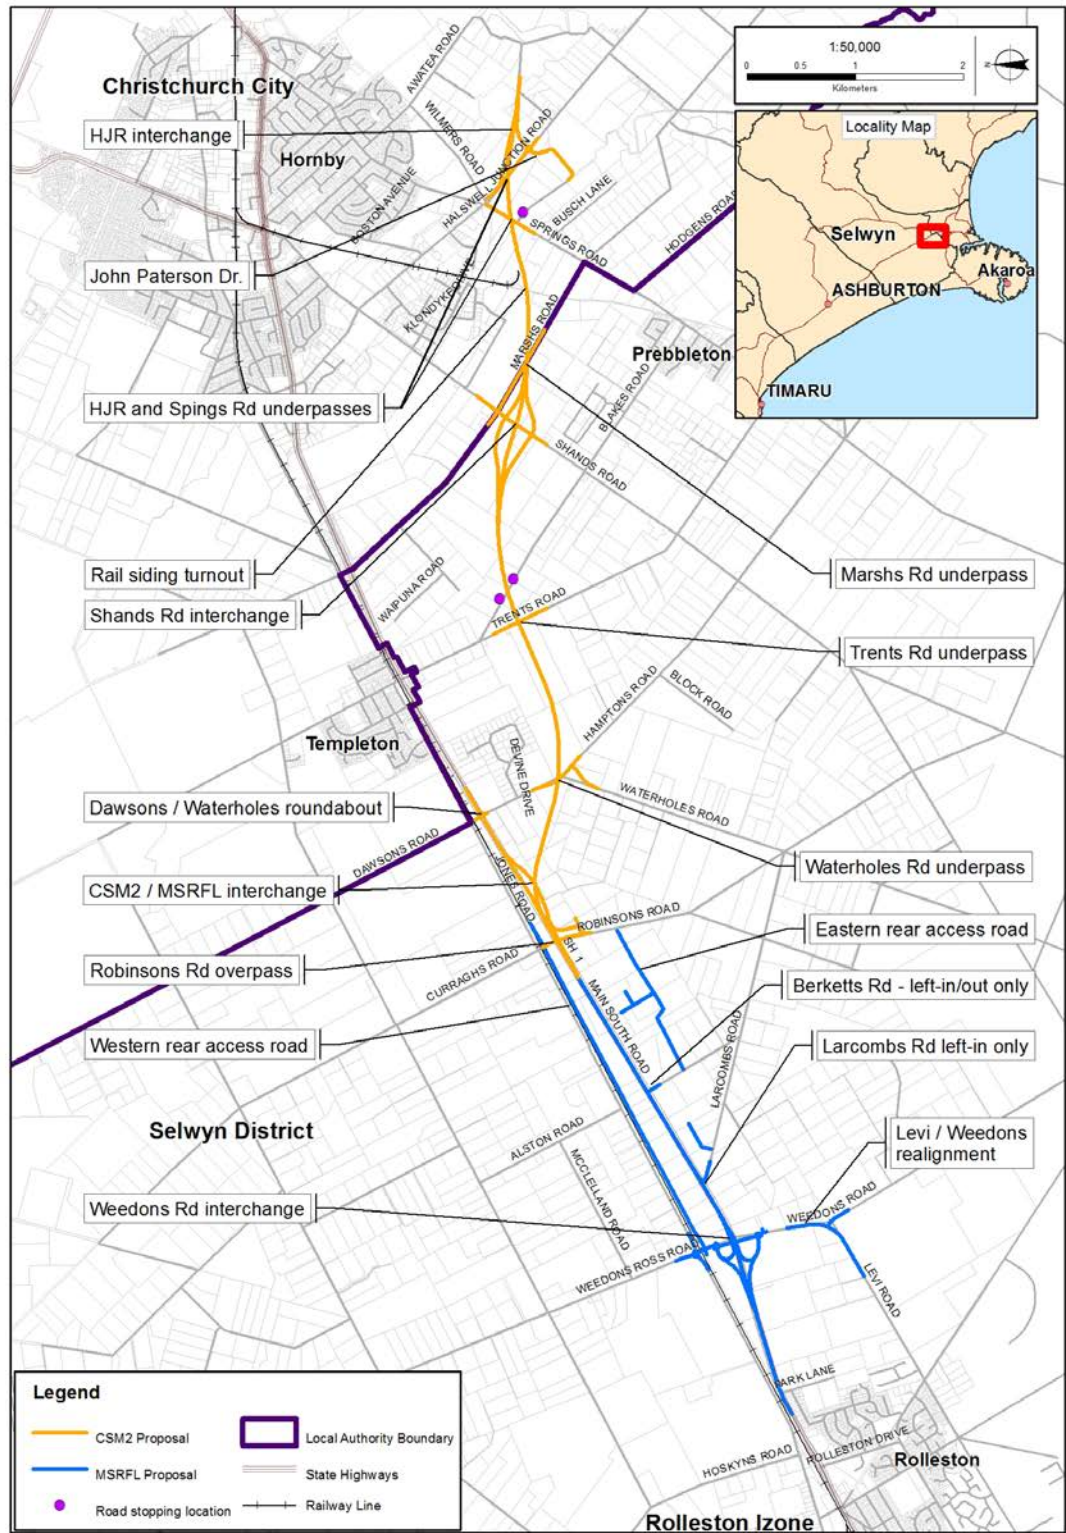 Christchurch City
HJR interchange
Hornby
AWATEA ROAD
WILMERS ROAD
HALSWELL JUNCTION ROAD
BOSTON AVENUE
BUSCH LANE
SPRINGS ROAD
HODGENS ROAD
John Paterson Dr.
KLONDYKE DRIVE
MARSHS ROAD
Prebbleton
BLAKES ROAD
HJR and Spings Rd underpasses
SHANDS ROAD
1:50,000
0 0.5 1 2
Kilometers
N
Locality Map
Selwyn
Akaroa
ASHBURTON
TIMARU
Rail siding turnout
Marshs Rd underpass
Shands Rd interchange
WAIPUNA ROAD
TRENTS ROAD
Trents Rd underpass
HAMPTONS ROAD
BLOCK ROAD
Templeton
DEVINE DRIVE
WATERHOLES ROAD
Dawsons / Waterholes roundabout
DAWSONS ROAD
JONES ROAD
Waterholes Rd underpass
CSM2 / MSRFL interchange
ROBINSONS ROAD
Eastern rear access road
SH 1
Robinsons Rd overpass
CURRAGHS ROAD
Berketts Rd - left-in/out only
MAIN SOUTH ROAD
Western rear access road
Larcombs Rd left-in only
LARCOMBS ROAD
Selwyn District
ALSTON ROAD
Levi / Weedons
realignment
MCCLELLAND ROAD
Weedons Rd interchange
WEEDONS ROAD
WEEDONS ROSS ROAD
LEVI ROAD
PARK LANE
ROLLESTON DRIVE
HOSKYNS ROAD
Rolleston
Rolleston Izone
Legend
CSM2 Proposal
Local Authority Boundary
MSRFL Proposal
State Highways
Road stopping location
Railway Line